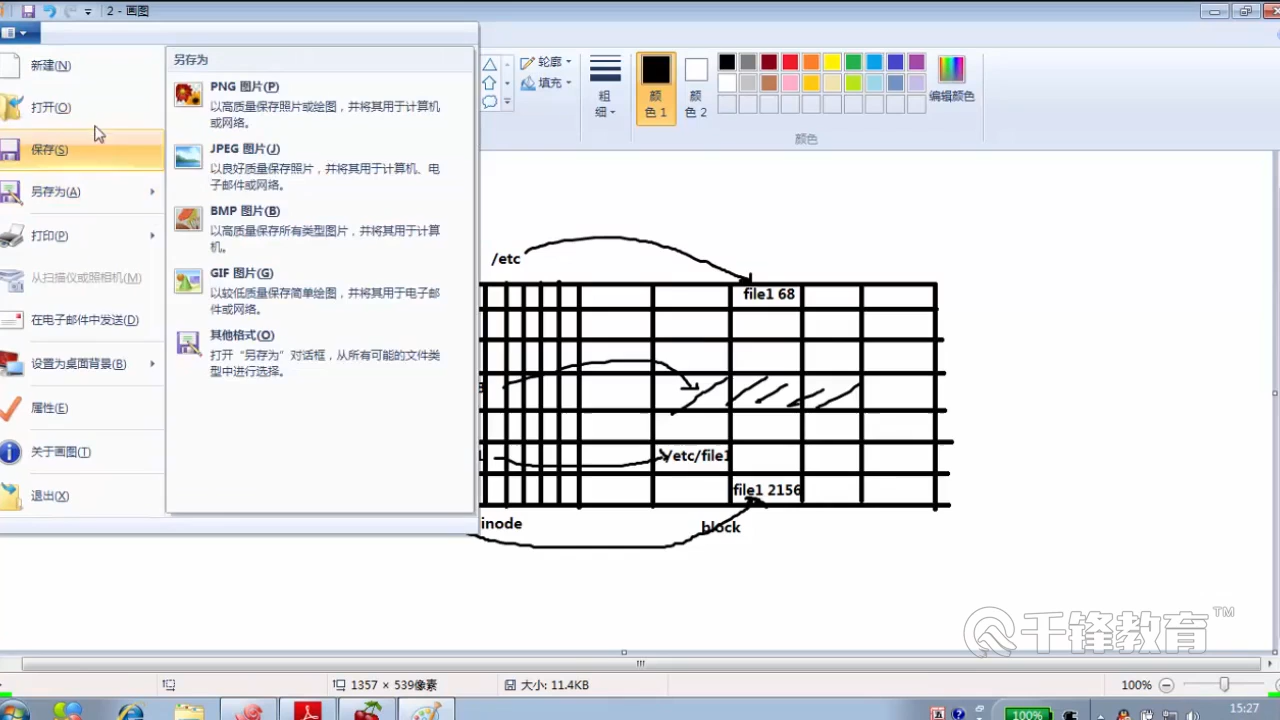 2 - 画图
新建(N)
打开(O)
保存(S)
另存为(A)
打印(P)
从扫描仪或照相机(M)
在电子邮件中发送(D)
设置为桌面背景(B)
属性(E)
关于画图(T)
退出(X)
另存为
PNG 图片(P)
以高质量保存照片或绘图，并将其用于计算机
或网络。
JPEG 图片(J)
以良好质量保存照片，并将其用于计算机、电
子邮件或网络。
BMP 图片(B)
以高质量保存所有类型图片，并将其用于计算
机。
GIF 图片(G)
以较低质量保存简单绘图，并将其用于电子邮
件或网络。
其他格式(O)
打开“另存为”对话框，从所有可能的文件类
型中进行选择。
轮廓
填充
粗
细
颜
色 1
颜
色 2
编辑颜色
颜色
/etc
file1 68
/etc/file1
file1 2156
inode
block
千锋教育™
1357 × 539像素
大小: 11.4KB
100%
100%
15:27